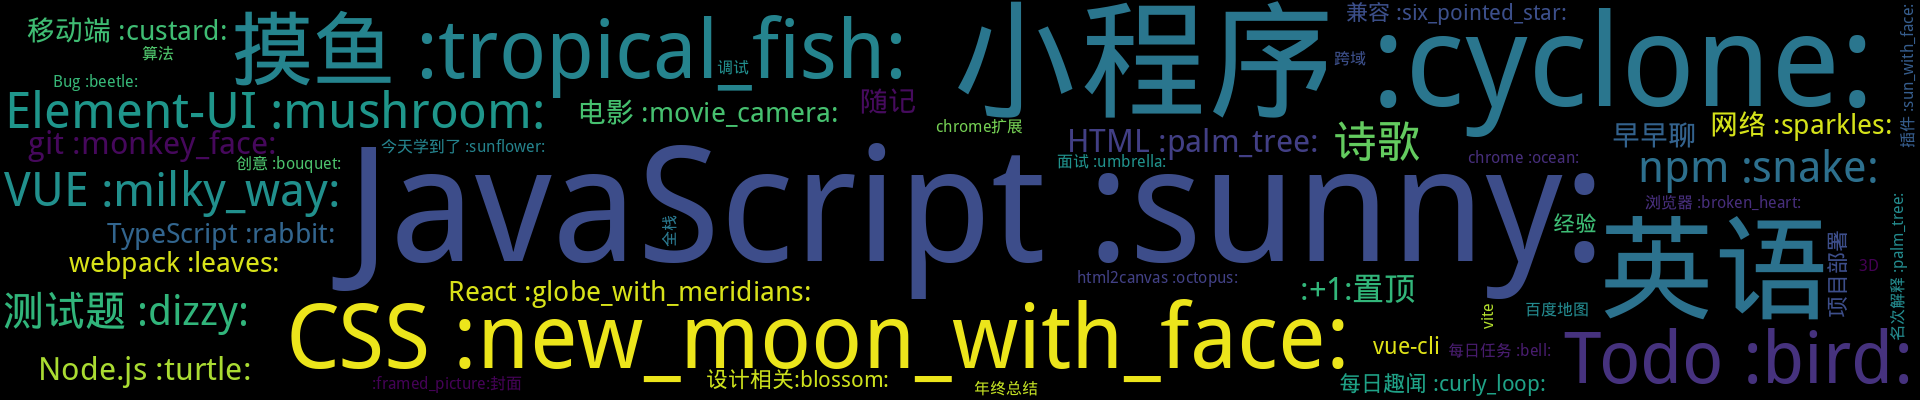 移动端 :custard:
算法
摸鱼 :tropical_fish:
调试
小程序 :cyclone:
兼容 :six_pointed_star:
跨域
插件 :sun_with_face:
Bug :beetle:
Element-UI :mushroom:
电影 :movie_camera:
随记
chrome扩展
HTML :palm_tree:
诗歌
早早聊
网络 :sparkles:
git :monkey_face:
今天学到了 :sunflower:
创意 :bouquet:
面试 :umbrella:
chrome :ocean:
npm :snake:
VUE :milky_way:
JavaScript :sunny:
全栈
浏览器 :broken_heart:
经验
英语
项目部署
3D
名次解释 :palm_tree:
TypeScript :rabbit:
webpack :leaves:
html2canvas :octopus:
React :globe_with_meridians:
:+1:置顶
测试题 :dizzy:
CSS :new_moon_with_face:
vite
百度地图
Todo :bird:
vue-cli
每日任务 :bell:
Node.js :turtle:
:framed_picture:封面
设计相关:blossom:
年终总结
每日趣闻 :curly_loop: